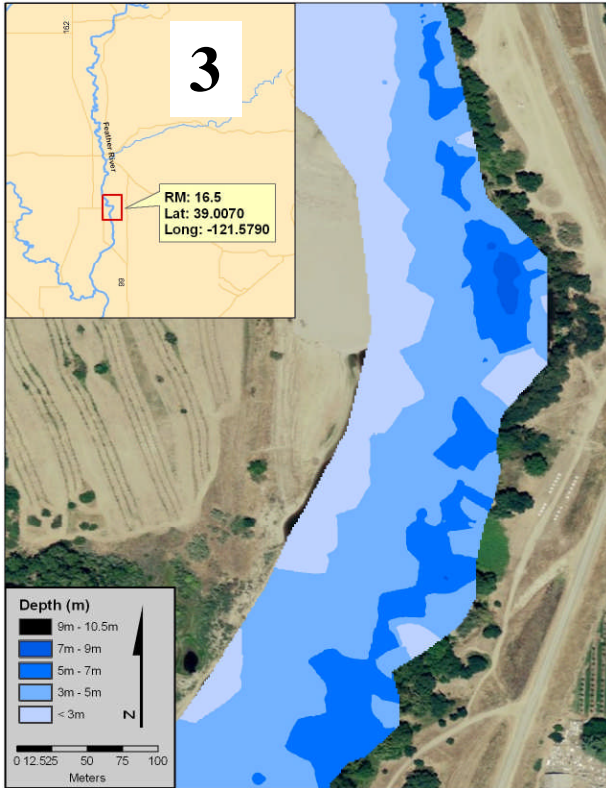 162
3
Feather River
RM: 16.5
Lat: 39.0070
Long: -121.5790
99
Depth (m)
9m - 10.5m
7m - 9m
5m - 7m
3m - 5m
< 3m
N
0 12.525 50 75 100
Meters